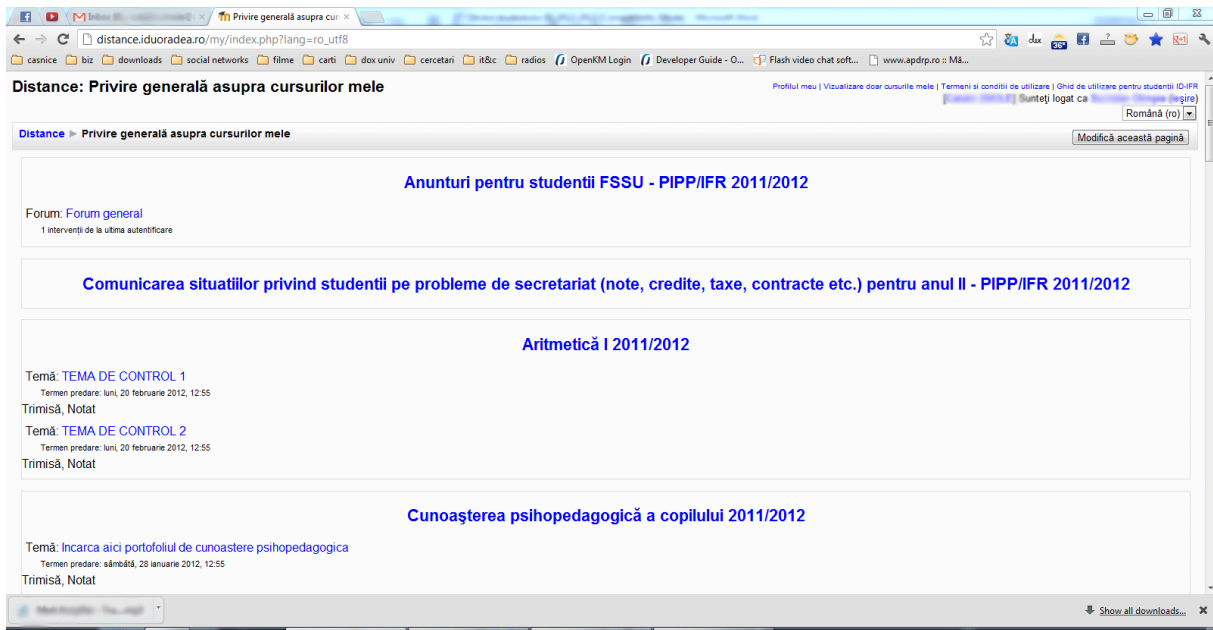 Inbox
Privire generală asupra curs
distance.iduoradea.ro/my/index.php?lang=ro_utf8
dux
36°
casnice biz downloads social networks filme carti dox univ cercetari it&c radios OpenKM Login Developer Guide - O... Flash video chat soft... www.apdrp.ro :: Mă...
Distance: Privire generală asupra cursurilor mele
Profilul meu | Vizualizare doar cursurile mele | Termeni si conditii de utilizare | Ghid de utilizare pentru studentii ID-IFR
Sunteţi logat ca (Ieşire)
Română (ro)
Distance ► Privire generală asupra cursurilor mele
Modifică această pagină
Anunturi pentru studentii FSSU - PIPP/IFR 2011/2012
Forum: Forum general
1 intervenţii de la ultima autentificare
Comunicarea situatiilor privind studentii pe probleme de secretariat (note, credite, taxe, contracte etc.) pentru anul II - PIPP/IFR 2011/2012
Aritmetică I 2011/2012
Temă: TEMA DE CONTROL 1
Termen predare: luni, 20 februarie 2012, 12:55
Trimisă, Notat
Temă: TEMA DE CONTROL 2
Termen predare: luni, 20 februarie 2012, 12:55
Trimisă, Notat
Cunoaşterea psihopedagogică a copilului 2011/2012
Temă: Incarca aici portofoliul de cunoastere psihopedagogica
Termen predare: sâmbătă, 28 ianuarie 2012, 12:55
Trimisă, Notat
Show all downloads...